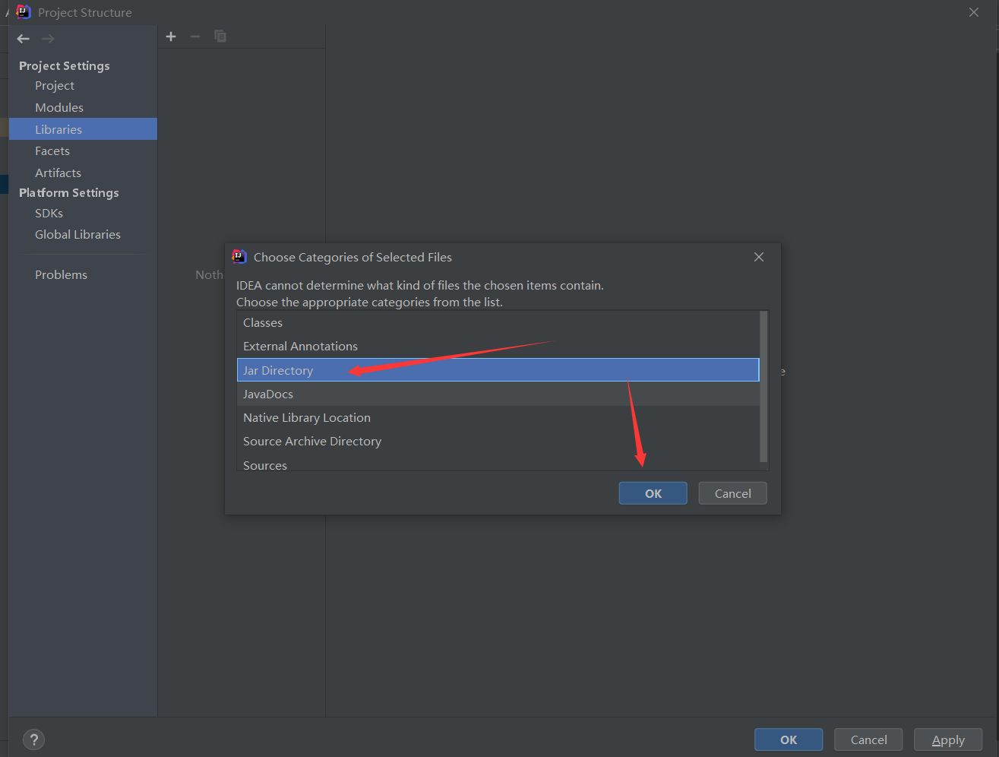 Project Structure
Project Settings
Project
Modules
Libraries
Facets
Artifacts
Platform Settings
SDKs
Global Libraries
Problems
Noth
Choose Categories of Selected Files
IDEA cannot determine what kind of files the chosen items contain.
Choose the appropriate categories from the list.
Classes
External Annotations
Jar Directory
JavaDocs
Native Library Location
Source Archive Directory
Sources
OK
Cancel
e
?
OK
Cancel
Apply